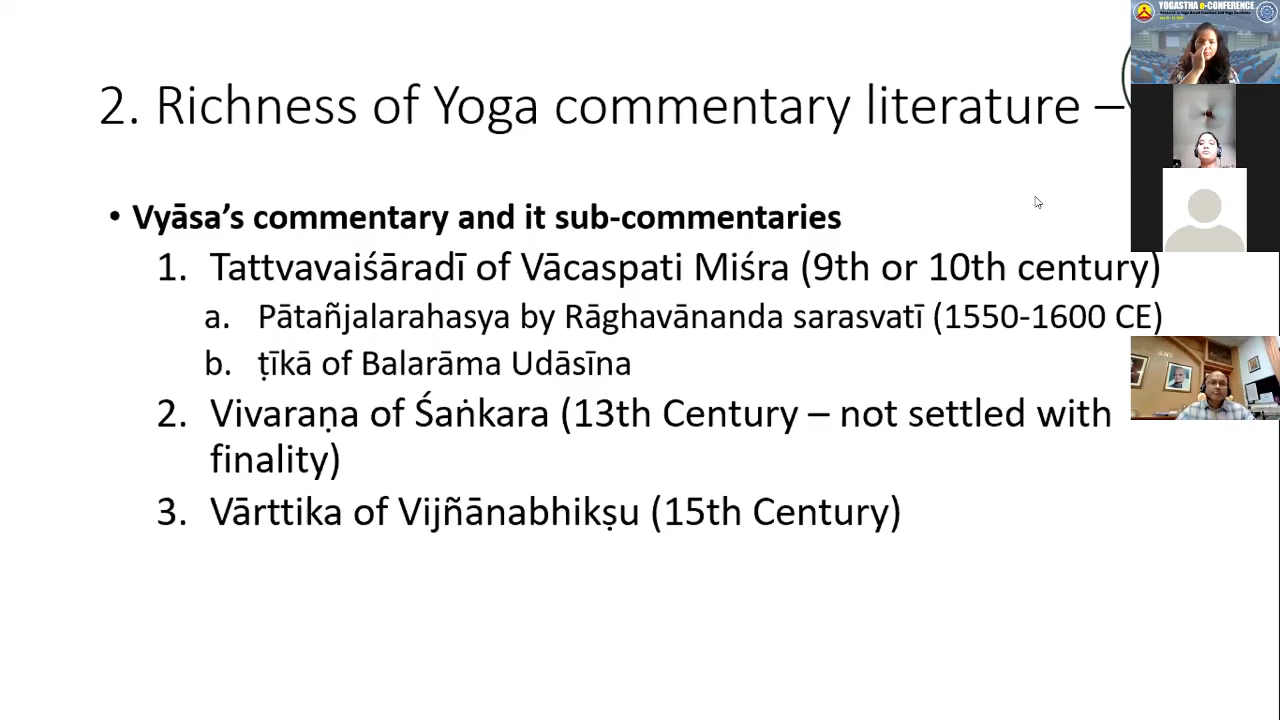 2. Richness of Yoga commentary literature –
• Vyāsa’s commentary and it sub-commentaries
1. Tattvavaiśāradī of Vācaspati Miśra (9th or 10th century)
a. Pātañjalarahasya by Rāghavānanda sarasvatī (1550-1600 CE)
b. ṭīkā of Balarāma Udāsīna
2. Vivaraṇa of Śaṅkara (13th Century – not settled with
finality)
3. Vārttika of Vijñānabhikṣu (15th Century)
YOGASTHA e-CONFERENCE